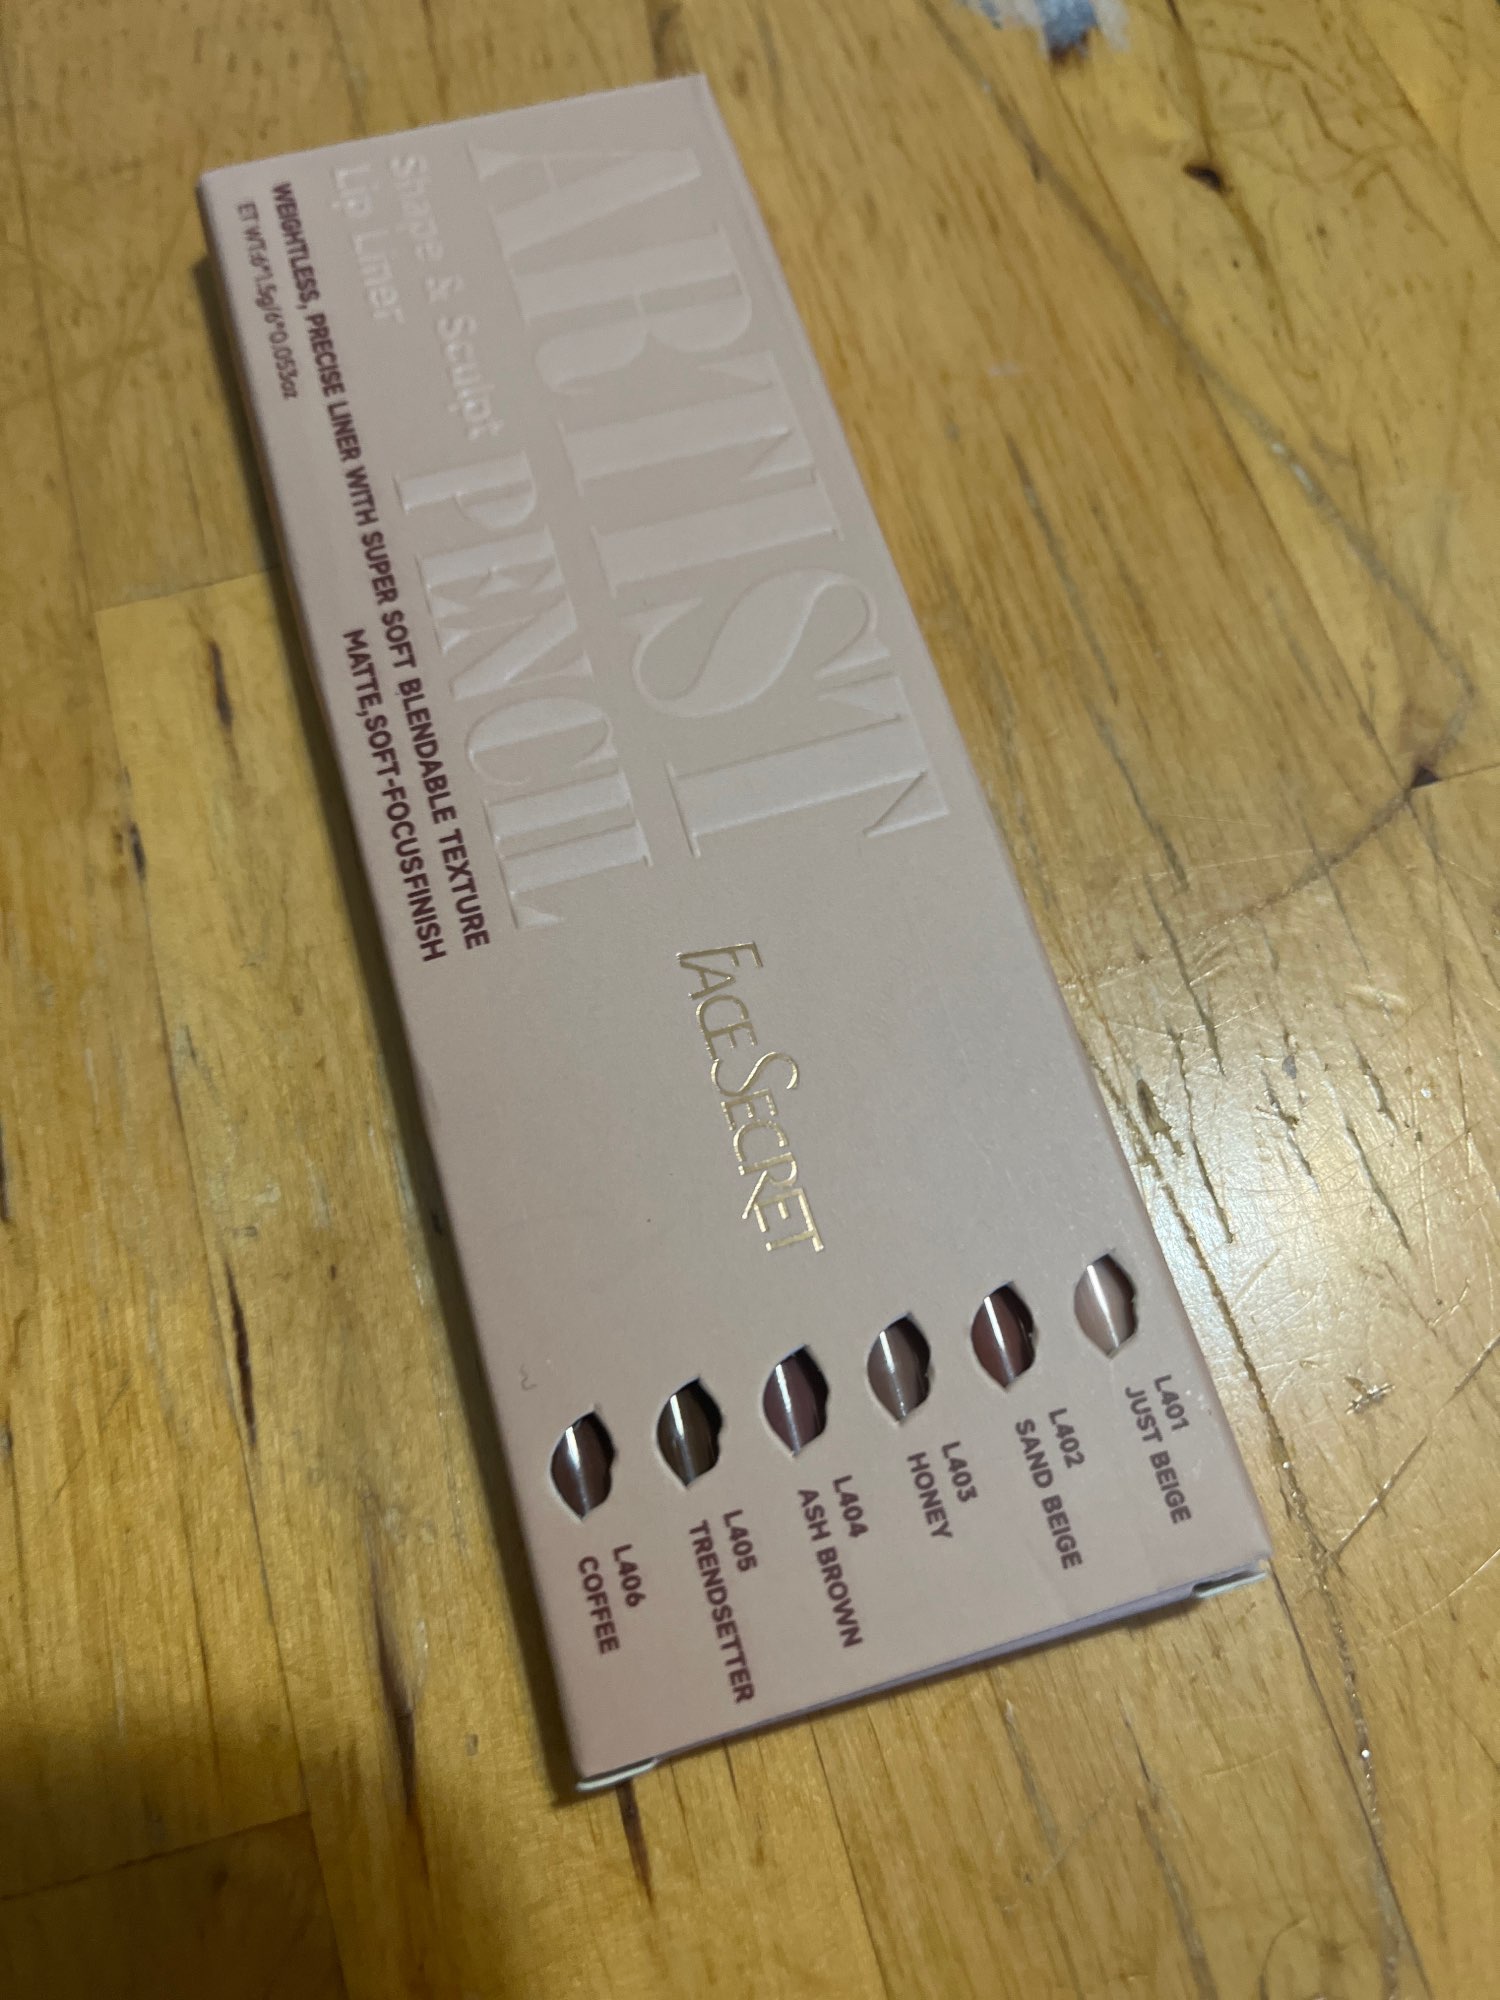 ARTIST
Shape & Sculpt
Lip Liner
PENCIL
WEIGHTLESS, PRECISE LINER WITH SUPER SOFT BLENDABLE TEXTURE
MATTE,SOFT-FOCUSFINISH
ET WT:6*1.5g/6*0.053oz
FACE SECRET
L401
JUST BEIGE
L402
SAND BEIGE
L403
HONEY
L404
ASH BROWN
L405
TRENDSETTER
L406
COFFEE